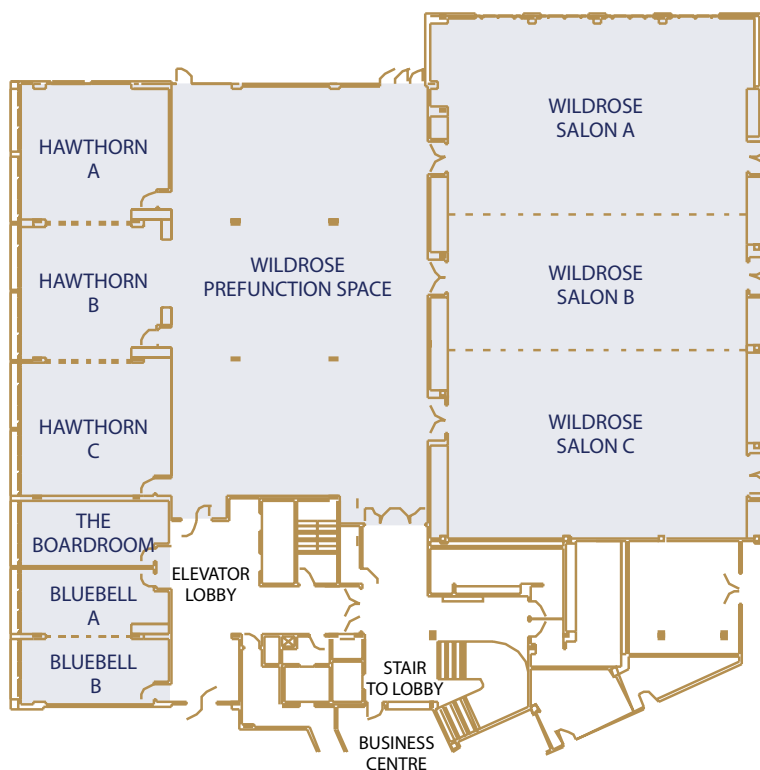 WILDROSE
SALON A
HAWTHORN
A
HAWTHORN
B
WILDROSE
PREFUNCTION SPACE
WILDROSE
SALON B
HAWTHORN
C
WILDROSE
SALON C
THE
BOARDROOM
ELEVATOR
LOBBY
BLUEBELL
A
BLUEBELL
B
STAIR
TO LOBBY
BUSINESS
CENTRE